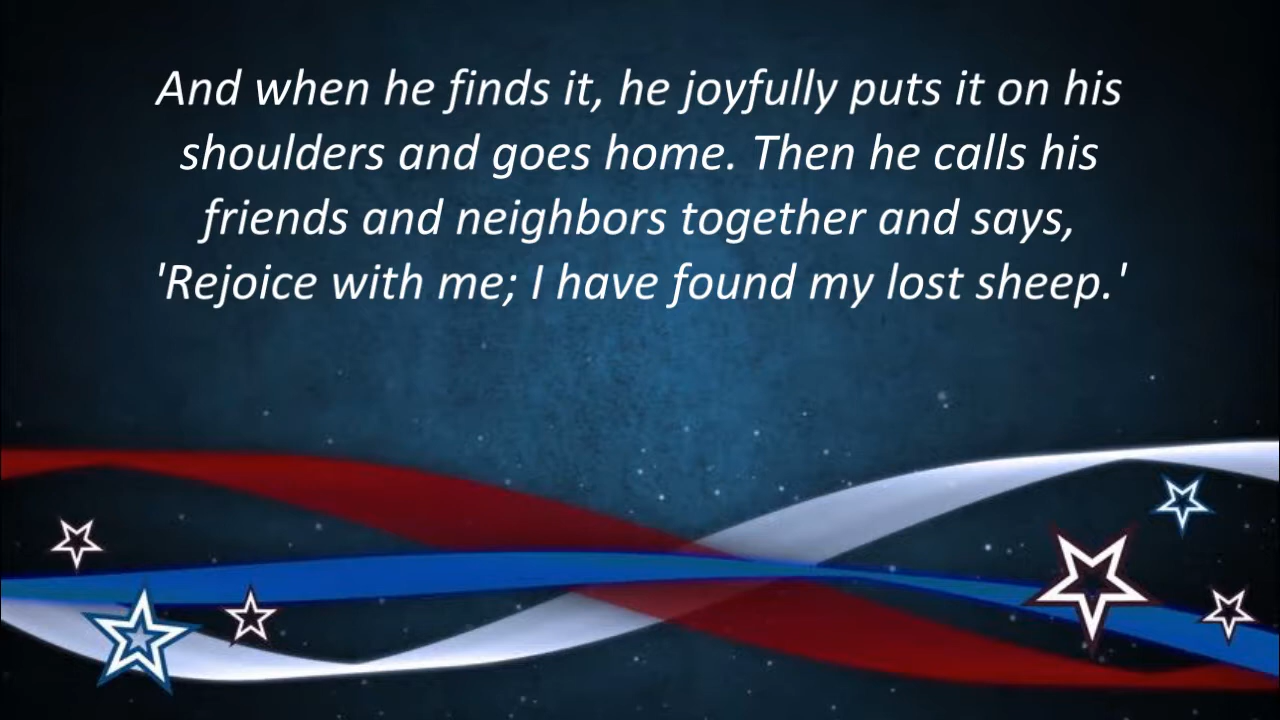 And when he finds it, he joyfully puts it on his
shoulders and goes home. Then he calls his
friends and neighbors together and says,
'Rejoice with me; I have found my lost sheep.'